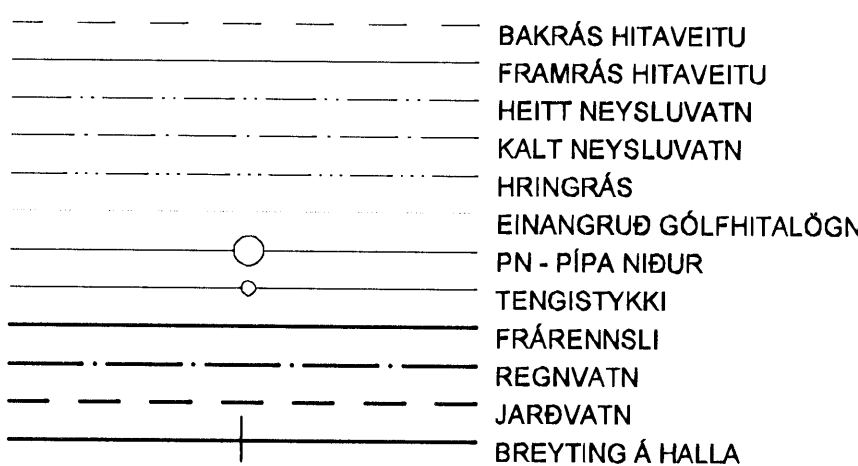 BAKRÁS HITAVEITU
FRAMRÁS HITAVEITU
HEITT NEYSLUVATN
KALT NEYSLUVATN
HRINGRÁS
EINANGRUÐ GÓLFHITALÖGN
PN - PÍPA NIÐUR
TENGISTYKKI
FRÁRENNSLI
REGNVATN
JARÐVATN
BREYTING Á HALLA